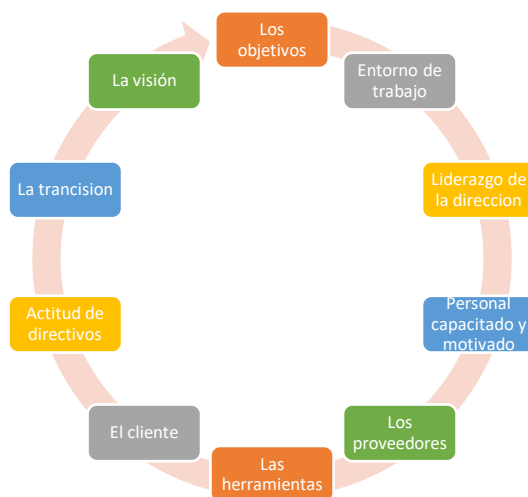 Los
objetivos
Entorno de
trabajo
Liderazgo de
la direccion
Personal
capacitado y
motivado
Los
proveedores
Las
herramientas
El cliente
Actitud de
directivos
La trancision
La visión